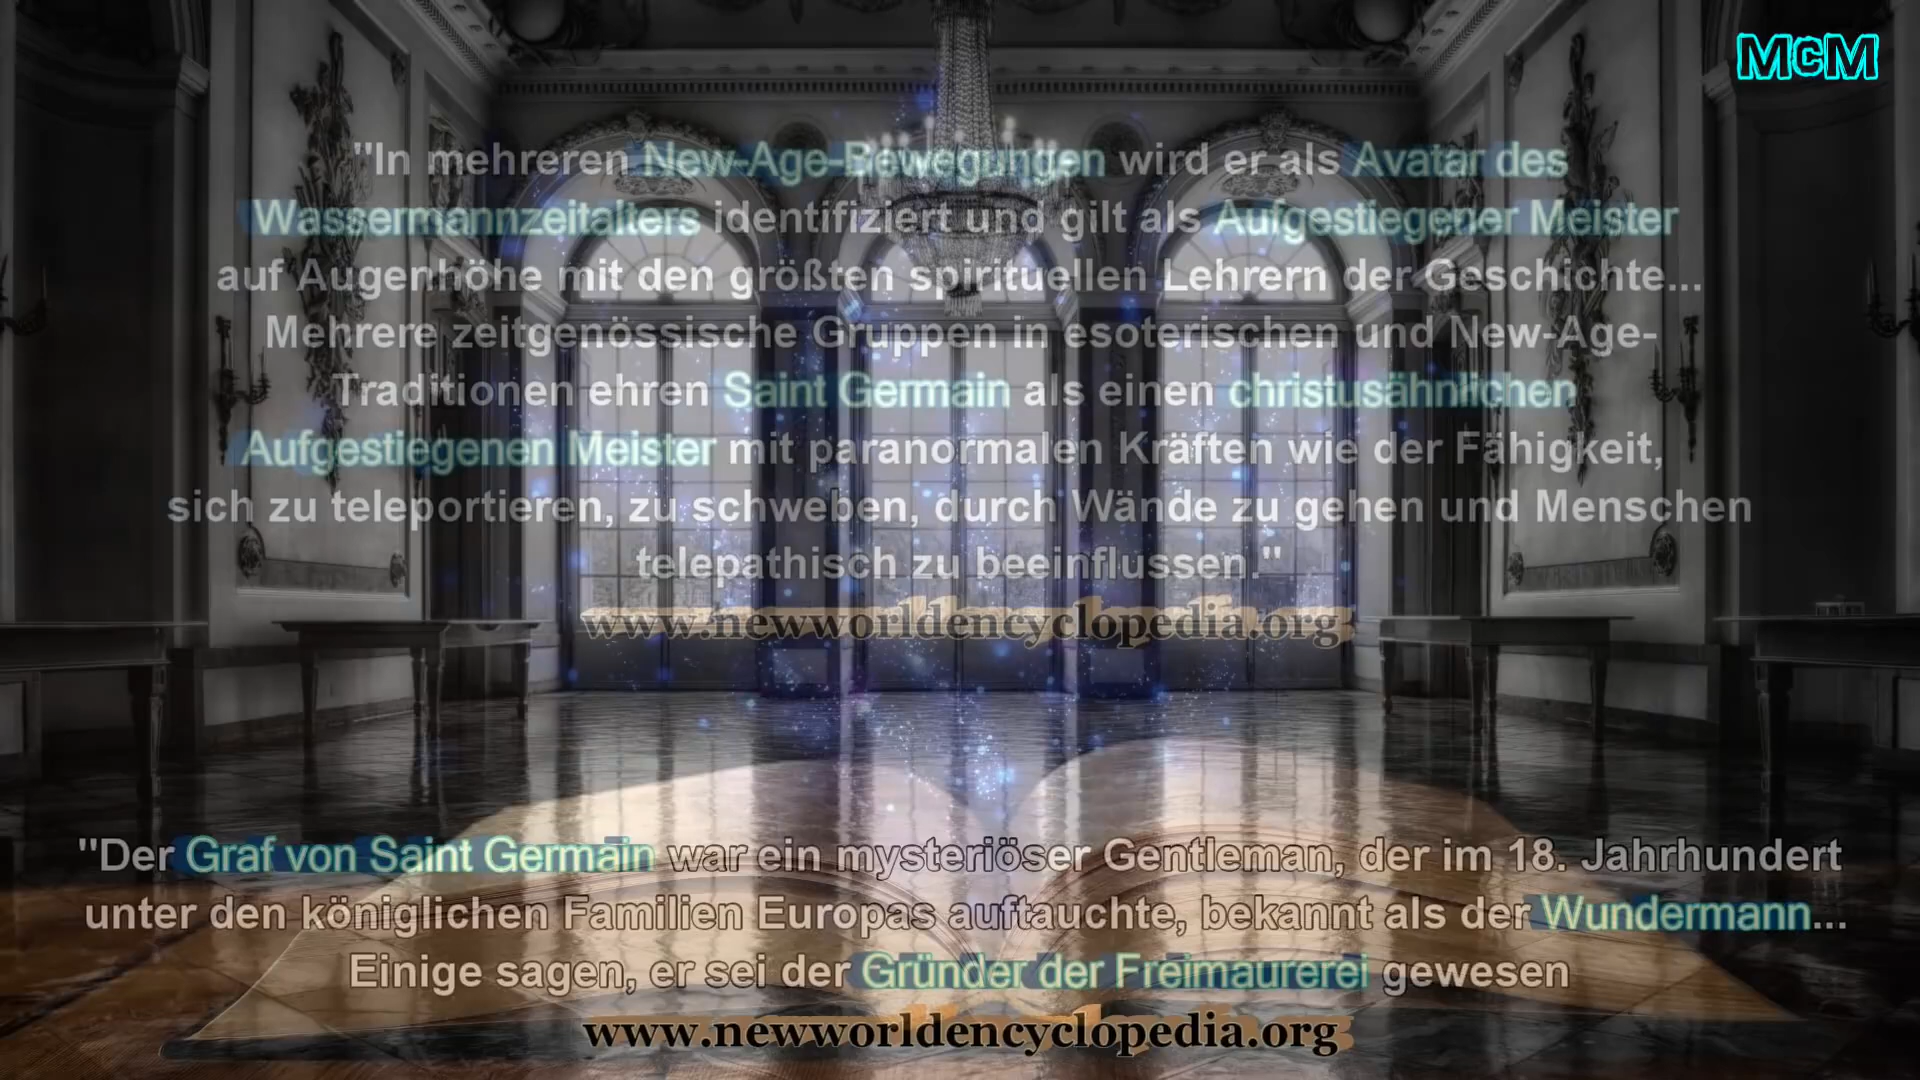 McM
"In mehreren New-Age-Bewegungen wird er als Avatar des
Wassermannzeitalters identifiziert und gilt als Aufgestiegener Meister
auf Augenhöhe mit den größten spirituellen Lehrern der Geschichte...
Mehrere zeitgenössische Gruppen in esoterischen und New-Age-
Traditionen ehren Saint Germain als einen christusähnlichen
Aufgestiegenen Meister mit paranormalen Kräften wie der Fähigkeit,
sich zu teleportieren, zu schweben, durch Wände zu gehen und Menschen
telepathisch zu beeinflussen."
www.newworldencyclopedia.org
"Der Graf von Saint Germain war ein mysteriöser Gentleman, der im 18. Jahrhundert
unter den königlichen Familien Europas auftauchte, bekannt als der Wundermann...
Einige sagen, er sei der Gründer der Freimaurerei gewesen
www.newworldencyclopedia.org